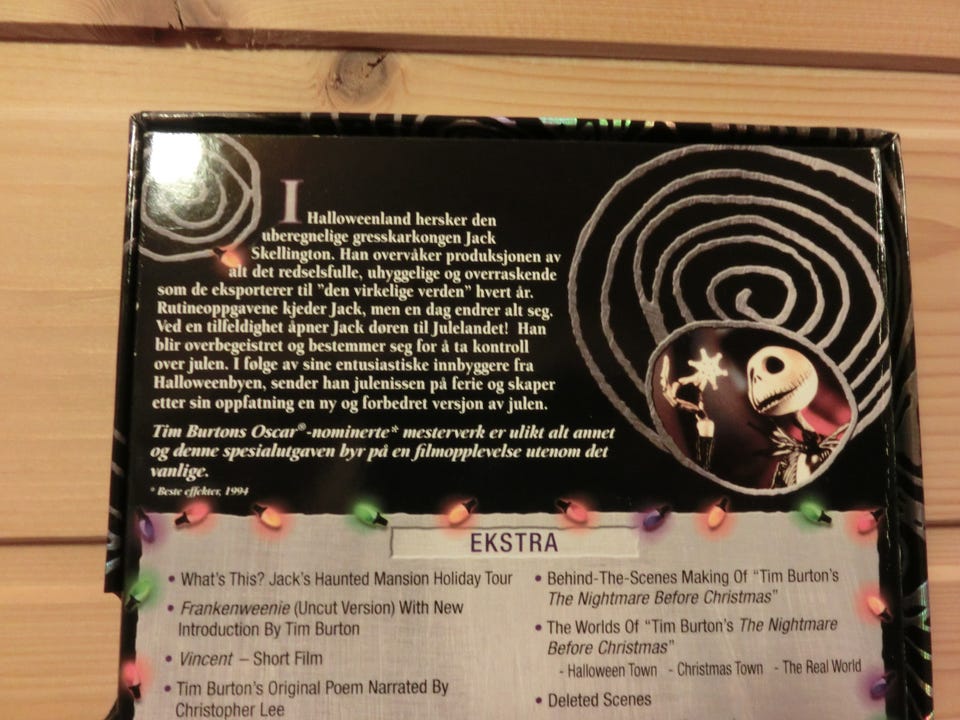 I Halloweenland hersker den
uberegnelige gresskarkongen Jack
Skellington. Han overvåker produksjonen av
alt det redselsfulle, uhyggelige og overraskende
som de eksporterer til "den virkelige verden" hvert år.
Rutineoppgavene kjeder Jack, men en dag endrer alt seg.
Ved en tilfeldighet åpner Jack døren til Julelandet! Han
blir overbegeistret og bestemmer seg for å ta kontroll
over julen. I følge av sine entusiastiske innbyggere fra
Halloweenbyen, sender han julenissen på ferie og skaper
etter sin oppfatning en ny og forbedret versjon av julen.
Tim Burtons Oscar®-nominerte* mesterverk er ulikt alt annet
og denne spesialutgaven byr på en filmopplevelse utenom det
vanlige.
* Beste effekter, 1994
EKSTRA
• What's This? Jack's Haunted Mansion Holiday Tour
• Frankenweenie (Uncut Version) With New
Introduction By Tim Burton
• Vincent – Short Film
• Tim Burton's Original Poem Narrated By
Christopher Lee
• Behind-The-Scenes Making Of "Tim Burton's
The Nightmare Before Christmas"
• The Worlds Of "Tim Burton's The Nightmare
Before Christmas"
- Halloween Town - Christmas Town - The Real World
• Deleted Scenes